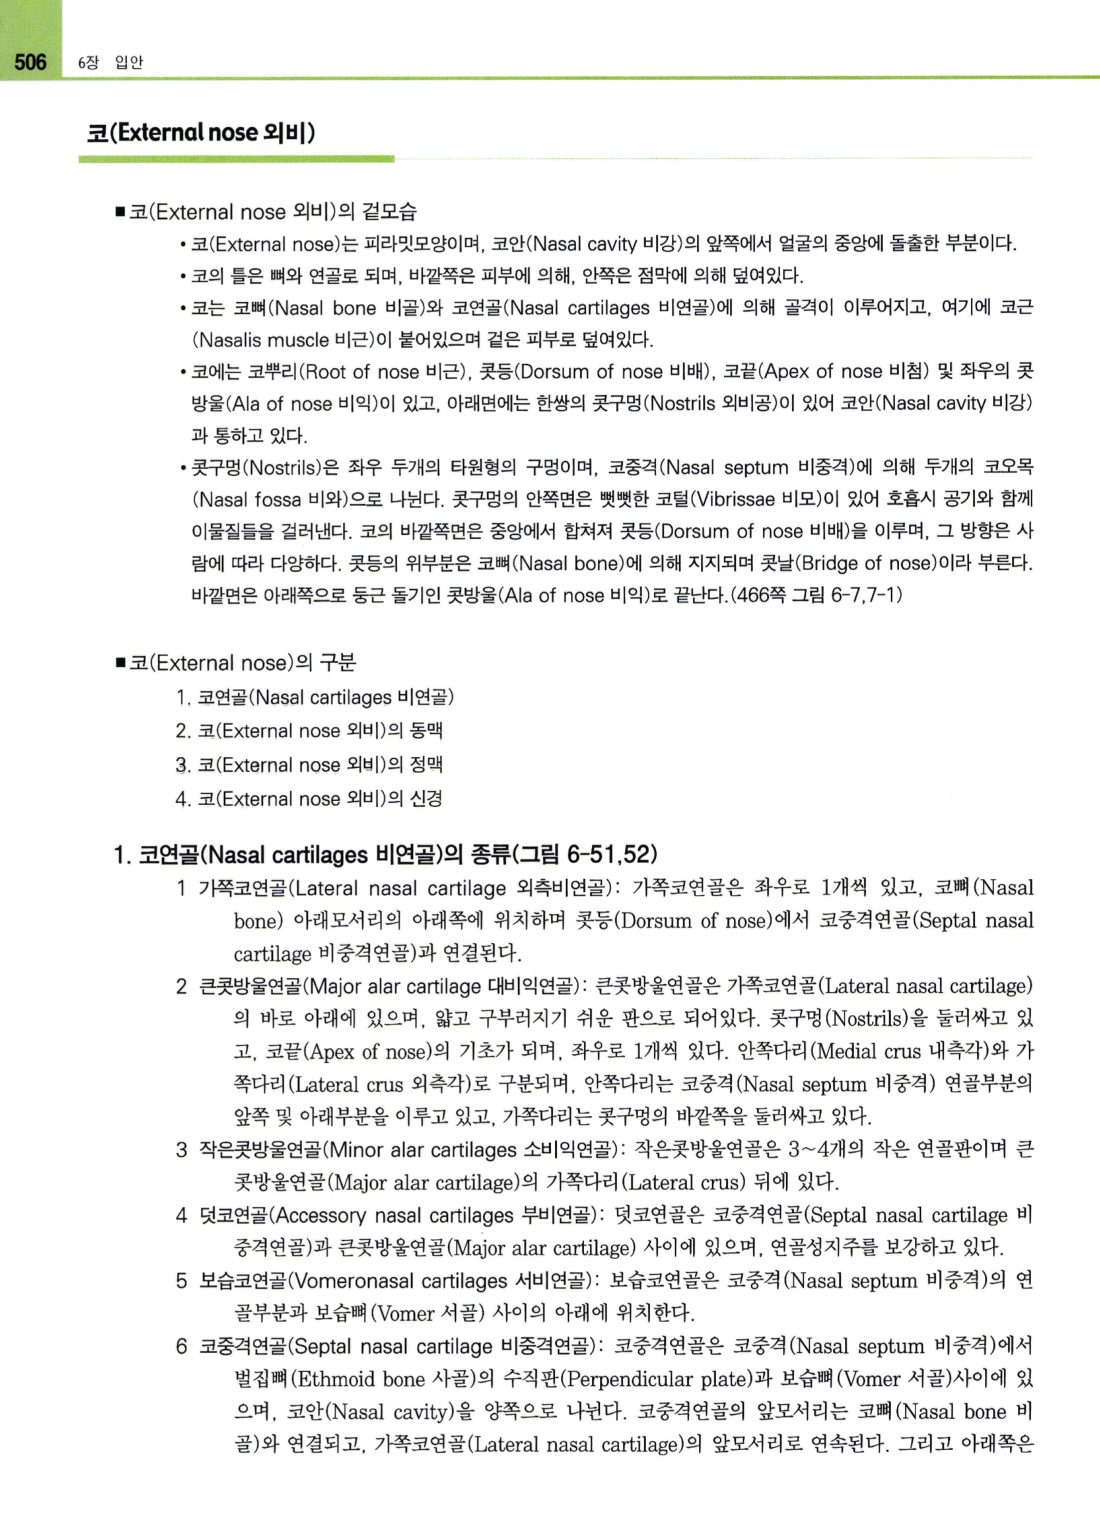 506 6장 입안
코(External nose 외비)
■ 코(External nose 외비)의 겉모습
• 코(External nose)는 피라밋모양이며, 코안(Nasal cavity 비강)의 앞쪽에서 얼굴의 중앙에 돌출한 부분이다.
• 코의 틀은 뼈와 연골로 되며, 바깥쪽은 피부에 의해, 안쪽은 점막에 의해 덮여있다.
• 코는 코뼈(Nasal bone 비골)와 코연골(Nasal cartilages 비연골)에 의해 골격이 이루어지고, 여기에 코근
(Nasalis muscle 비근)이 붙어있으며 겉은 피부로 덮여있다.
• 코에는 코뿌리(Root of nose 비근), 콧등(Dorsum of nose 비배), 코끝(Apex of nose 비첨) 및 좌우의 콧
방울(Ala of nose 비익)이 있고, 아래면에는 한쌍의 콧구멍(Nostrils 외비공)이 있어 코안(Nasal cavity 비강)
과 통하고 있다.
• 콧구멍(Nostrils)은 좌우 두개의 타원형의 구멍이며, 코중격(Nasal septum 비중격)에 의해 두개의 코오목
(Nasal fossa 비와)으로 나뉜다. 콧구멍의 안쪽면은 뻣뻣한 코털(Vibrissae 비모)이 있어 호흡시 공기와 함께
이물질들을 걸러낸다. 코의 바깥쪽면은 중앙에서 합쳐져 콧등(Dorsum of nose 비배)을 이루며, 그 방향은 사
람에 따라 다양하다. 콧등의 위부분은 코뼈(Nasal bone)에 의해 지지되며 콧날(Bridge of nose)이라 부른다.
바깥면은 아래쪽으로 둥근 돌기인 콧방울(Ala of nose 비익)로 끝난다.(466쪽 그림 6-7,7-1)
■ 코(External nose)의 구분
1. 코연골(Nasal cartilages 비연골)
2. 코(External nose 외비)의 동맥
3. 코(External nose 외비)의 정맥
4. 코(External nose 외비)의 신경
1. 코연골(Nasal cartilages 비연골)의 종류(그림 6-51,52)
1 가쪽코연골(Lateral nasal cartilage 외측비연골): 가쪽코연골은 좌우로 1개씩 있고, 코뼈(Nasal
bone) 아래모서리의 아래쪽에 위치하며 콧등(Dorsum of nose)에서 코중격연골(Septal nasal
cartilage 비중격연골)과 연결된다.
2 큰콧방울연골(Major alar cartilage 대비익연골): 큰콧방울연골은 가쪽코연골(Lateral nasal cartilage)
의 바로 아래에 있으며, 얇고 구부러지기 쉬운 판으로 되어있다. 콧구멍(Nostrils)을 둘러싸고 있
고, 코끝(Apex of nose)의 기초가 되며, 좌우로 1개씩 있다. 안쪽다리(Medial crus 내측각)와 가
쪽다리(Lateral crus 외측각)로 구분되며, 안쪽다리는 코중격(Nasal septum 비중격) 연골부분의
앞쪽 및 아래부분을 이루고 있고, 가쪽다리는 콧구멍의 바깥쪽을 둘러싸고 있다.
3 작은콧방울연골(Minor alar cartilages 소비익연골): 작은콧방울연골은 3~4개의 작은 연골판이며 큰
콧방울연골(Major alar cartilage)의 가쪽다리(Lateral crus) 뒤에 있다.
4 덧코연골(Accessory nasal cartilages 부비연골): 덧코연골은 코중격연골(Septal nasal cartilage 비
중격연골)과 큰콧방울연골(Major alar cartilage) 사이에 있으며, 연골성지주를 보강하고 있다.
5 보습코연골(Vomeronasal cartilages 서비연골): 보습코연골은 코중격(Nasal septum 비중격)의 연
골부분과 보습뼈(Vomer 서골) 사이의 아래에 위치한다.
6 코중격연골(Septal nasal cartilage 비중격연골): 코중격연골은 코중격(Nasal septum 비중격)에서
벌집뼈(Ethmoid bone 사골)의 수직판(Perpendicular plate)과 보습뼈(Vomer 서골)사이에 있
으며, 코안(Nasal cavity)을 양쪽으로 나뉜다. 코중격연골의 앞모서리는 코뼈(Nasal bone 비
골)와 연결되고, 가쪽코연골(Lateral nasal cartilage)의 앞모서리로 연속된다. 그리고 아래쪽은